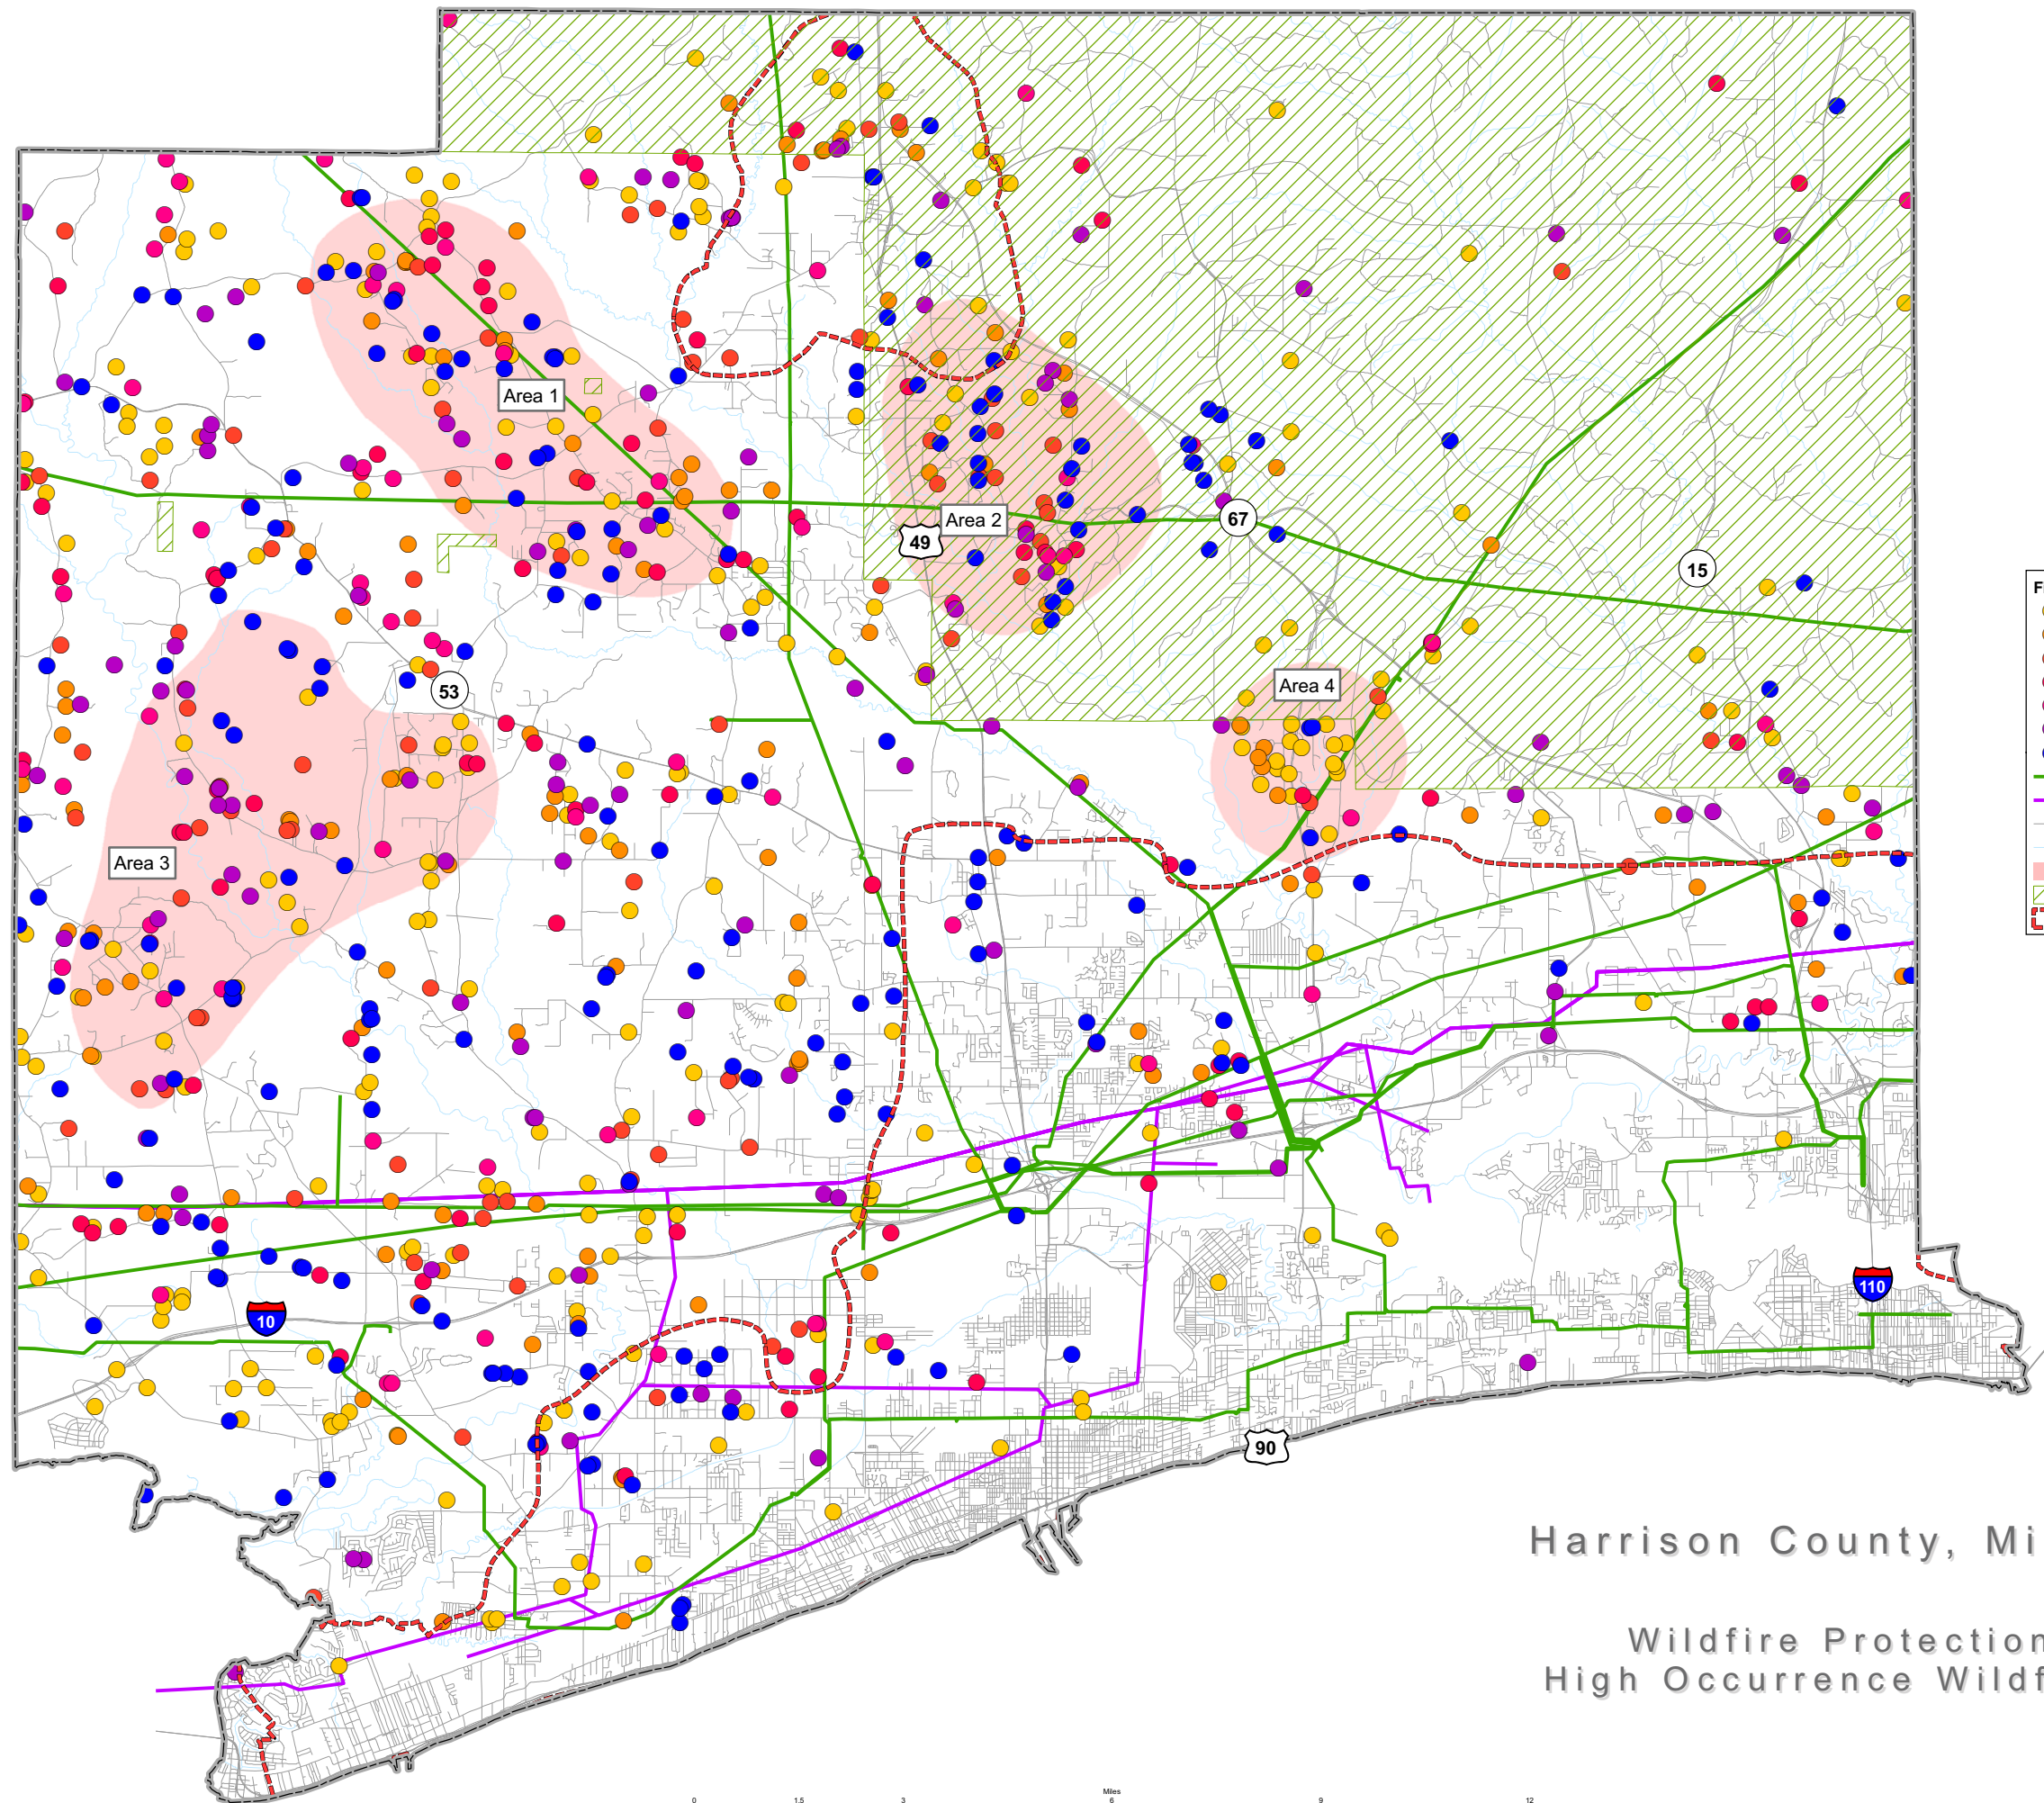 Area 1
Area 2
49
67
15
Area 4
53
Area 3
F
10
110
90
Harrison County, Mi
Wildfire Protection
High Occurrence Wildf
Miles
0 1.5 3 6 9 12